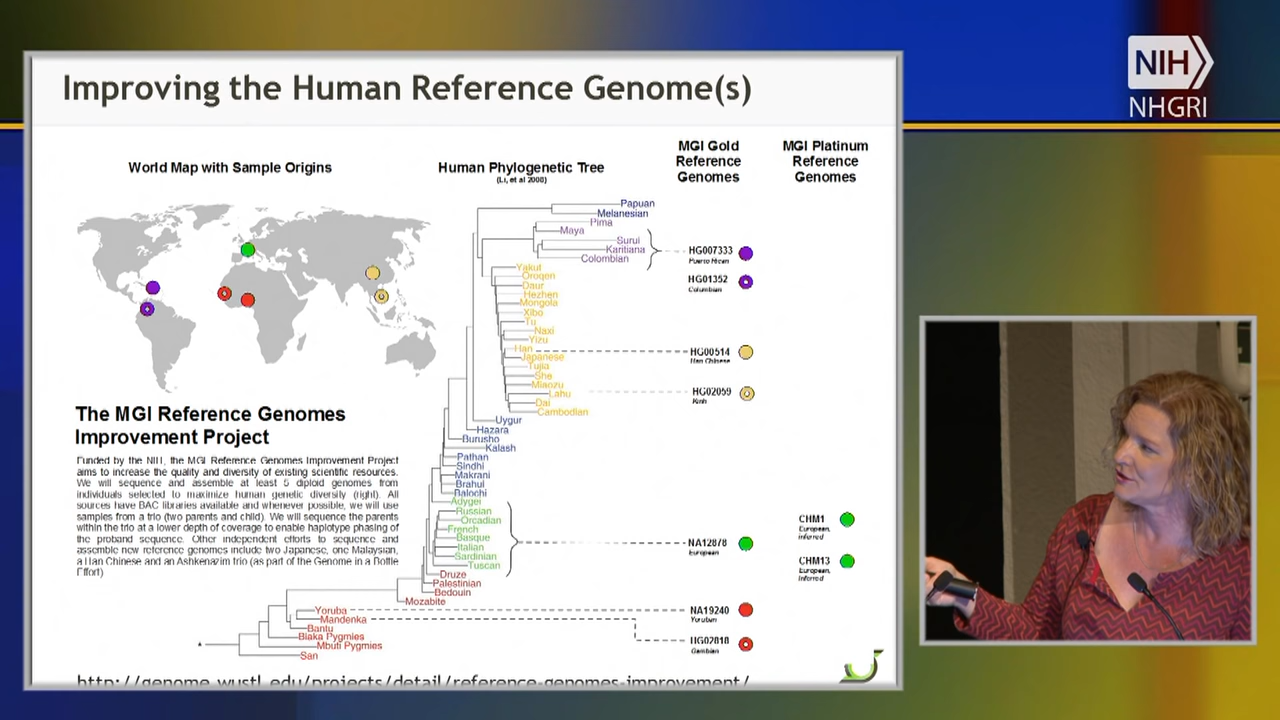 Improving the Human Reference Genome(s)
NIH
NHGRI
World Map with Sample Origins
Human Phylogenetic Tree
(Li, et al 2008)
MGI Gold
Reference
Genomes
MGI Platinum
Reference
Genomes
Papuan
Melanesian
Pima
Maya
Surui
Karitiana
Colombian
HG007333
Puerto Rican
HG01352
Columbian
Yakut
Oroqen
Daur
Hezhen
Mongola
Xibo
Tu
Naxi
Yizu
Han
Japanese
Tujia
She
Miaozu
Lahu
Dai
Cambodian
HG00514
Han Chinese
HG02059
Kinh
Uygur
Hazara
Burusho
Kalash
Pathan
Sindhi
Makrani
Brahui
Balochi
Adygei
Russian
Orcadian
French
Basque
Italian
Sardinian
Tuscan
Druze
Palestinian
Bedouin
Mozabite
Yoruba
Mandenka
Bantu
Biaka Pygmies
Mbuti Pygmies
San
NA12878
European
NA19240
Yoruban
HG02818
Gambian
CHM1
European,
inferred
CHM13
European,
inferred
The MGI Reference Genomes
Improvement Project
Funded by the NIH, the MGI Reference Genomes Improvement Project
aims to increase the quality and diversity of existing scientific resources.
We will sequence and assemble at least 5 diploid genomes from
individuals selected to maximize human genetic diversity (right). All
sources have BAC libraries available and whenever possible, we will use
samples from a trio (two parents and child). We will sequence the parents
within the trio at a lower depth of coverage to enable haplotype phasing of
the proband sequence. Other independent efforts to sequence and
assemble new reference genomes include two Japanese, one Malaysian,
a Han Chinese and an Ashkenazim trio (as part of the Genome in a Bottle
Effort)
http://genome.wustl.edu/projects/detail/reference-genomes-improvement/